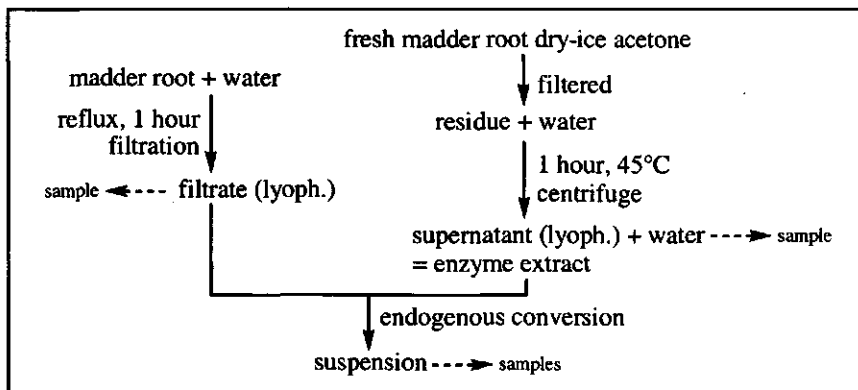 fresh madder root dry-ice acetone
madder root + water
filtered
reflux, 1 hour
filtration
residue + water
1 hour, 45°C
centrifuge
sample
filtrate (lyoph.)
supernatant (lyoph.) + water
sample
= enzyme extract
endogenous conversion
suspension
samples